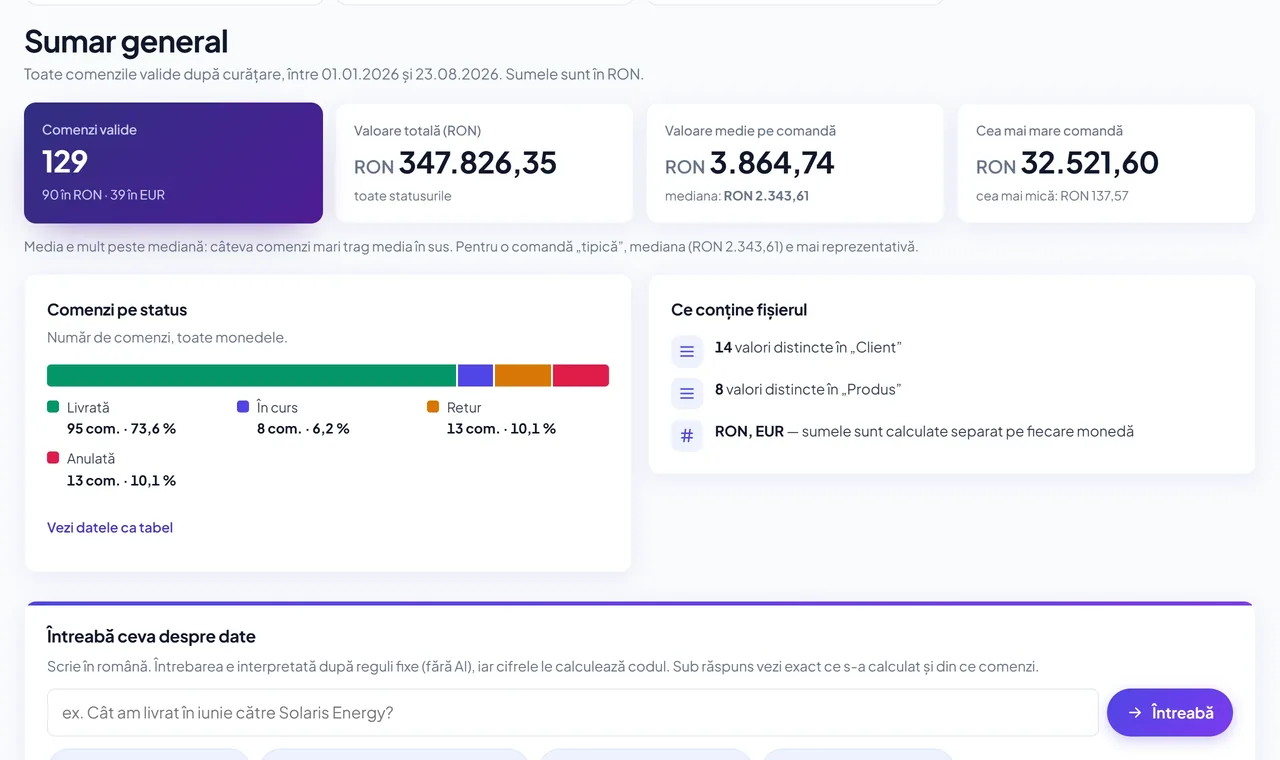 Sumar general
Toate comenzile valide după curățare, între 01.01.2026 și 23.08.2026. Sumele sunt în RON.
Comenzi valide
129
90 în RON · 39 în EUR
Valoare totală (RON)
RON 347.826,35
toate statusurile
Valoare medie pe comandă
RON 3.864,74
mediana: RON 2.343,61
Cea mai mare comandă
RON 32.521,60
cea mai mică: RON 137,57
Media e mult peste mediană: câteva comenzi mari trag media în sus. Pentru o comandă „tipică”, mediana (RON 2.343,61) e mai reprezentativă.
Comenzi pe status
Număr de comenzi, toate monedele.
Livrată
95 com. · 73,6 %
În curs
8 com. · 6,2 %
Retur
13 com. · 10,1 %
Anulată
13 com. · 10,1 %
Vezi datele ca tabel
Ce conține fișierul
14 valori distincte în „Client”
8 valori distincte în „Produs”
# RON, EUR — sumele sunt calculate separat pe fiecare monedă
Întreabă ceva despre date
Scrie în română. Întrebarea e interpretată după reguli fixe (fără AI), iar cifrele le calculează codul. Sub răspuns vezi exact ce s-a calculat și din ce comenzi.
ex. Cât am livrat în iunie către Solaris Energy?
→ Întreabă